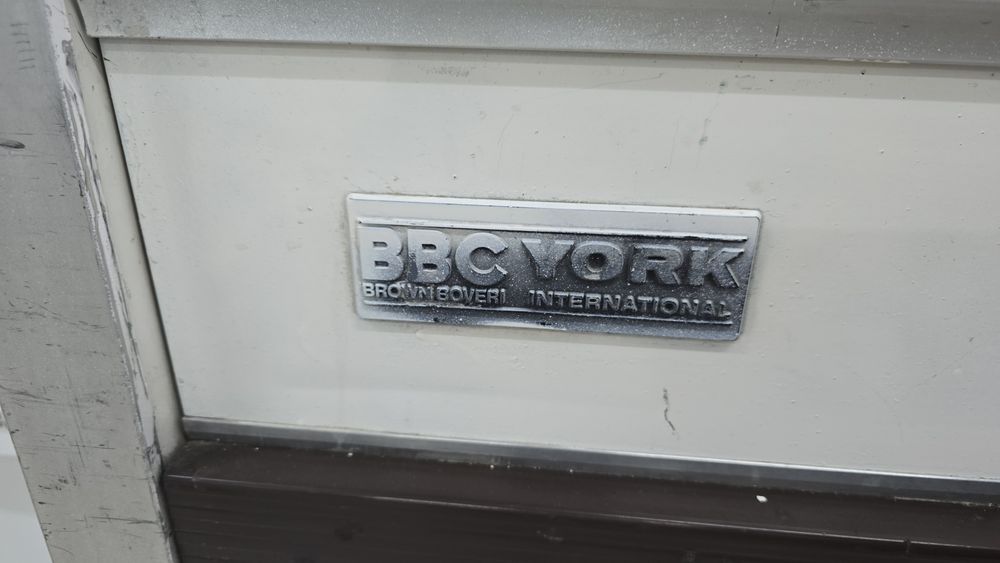 BBC YORK
BROWN BOVERI INTERNATIONAL